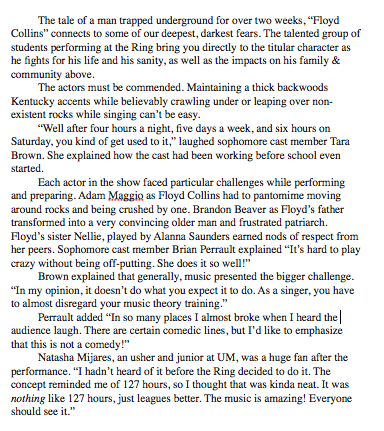 The tale of a man trapped underground for over two weeks, “Floyd
Collins” connects to some of our deepest, darkest fears. The talented group of
students performing at the Ring bring you directly to the titular character as
he fights for his life and his sanity, as well as the impacts on his family &
community above.
The actors must be commended. Maintaining a thick backwoods
Kentucky accents while believably crawling under or leaping over non-
existent rocks while singing can’t be easy.
“Well after four hours a night, five days a week, and six hours on
Saturday, you kind of get used to it,” laughed sophomore cast member Tara
Brown. She explained how the cast had been working before school even
started.
Each actor in the show faced particular challenges while performing
and preparing. Adam Maggio as Floyd Collins had to pantomime moving
around rocks and being crushed by one. Brandon Beaver as Floyd’s father
transformed into a very convincing older man and frustrated patriarch.
Floyd’s sister Nellie, played by Alanna Saunders earned nods of respect from
her peers. Sophomore cast member Brian Perrault explained “It’s hard to play
crazy without being off-putting. She does it so well!”
Brown explained that generally, music presented the bigger challenge.
“In my opinion, it doesn’t do what you expect it to do. As a singer, you have
to almost disregard your music theory training.”
Perrault added “In so many places I almost broke when I heard the
audience laugh. There are certain comedic lines, but I’d like to emphasize
that this is not a comedy!”
Natasha Mijares, an usher and junior at UM, was a huge fan after the
performance. “I hadn’t heard of it before the Ring decided to do it. The
concept reminded me of 127 hours, so I thought that was kinda neat. It was
nothing like 127 hours, just leagues better. The music is amazing! Everyone
should see it.”